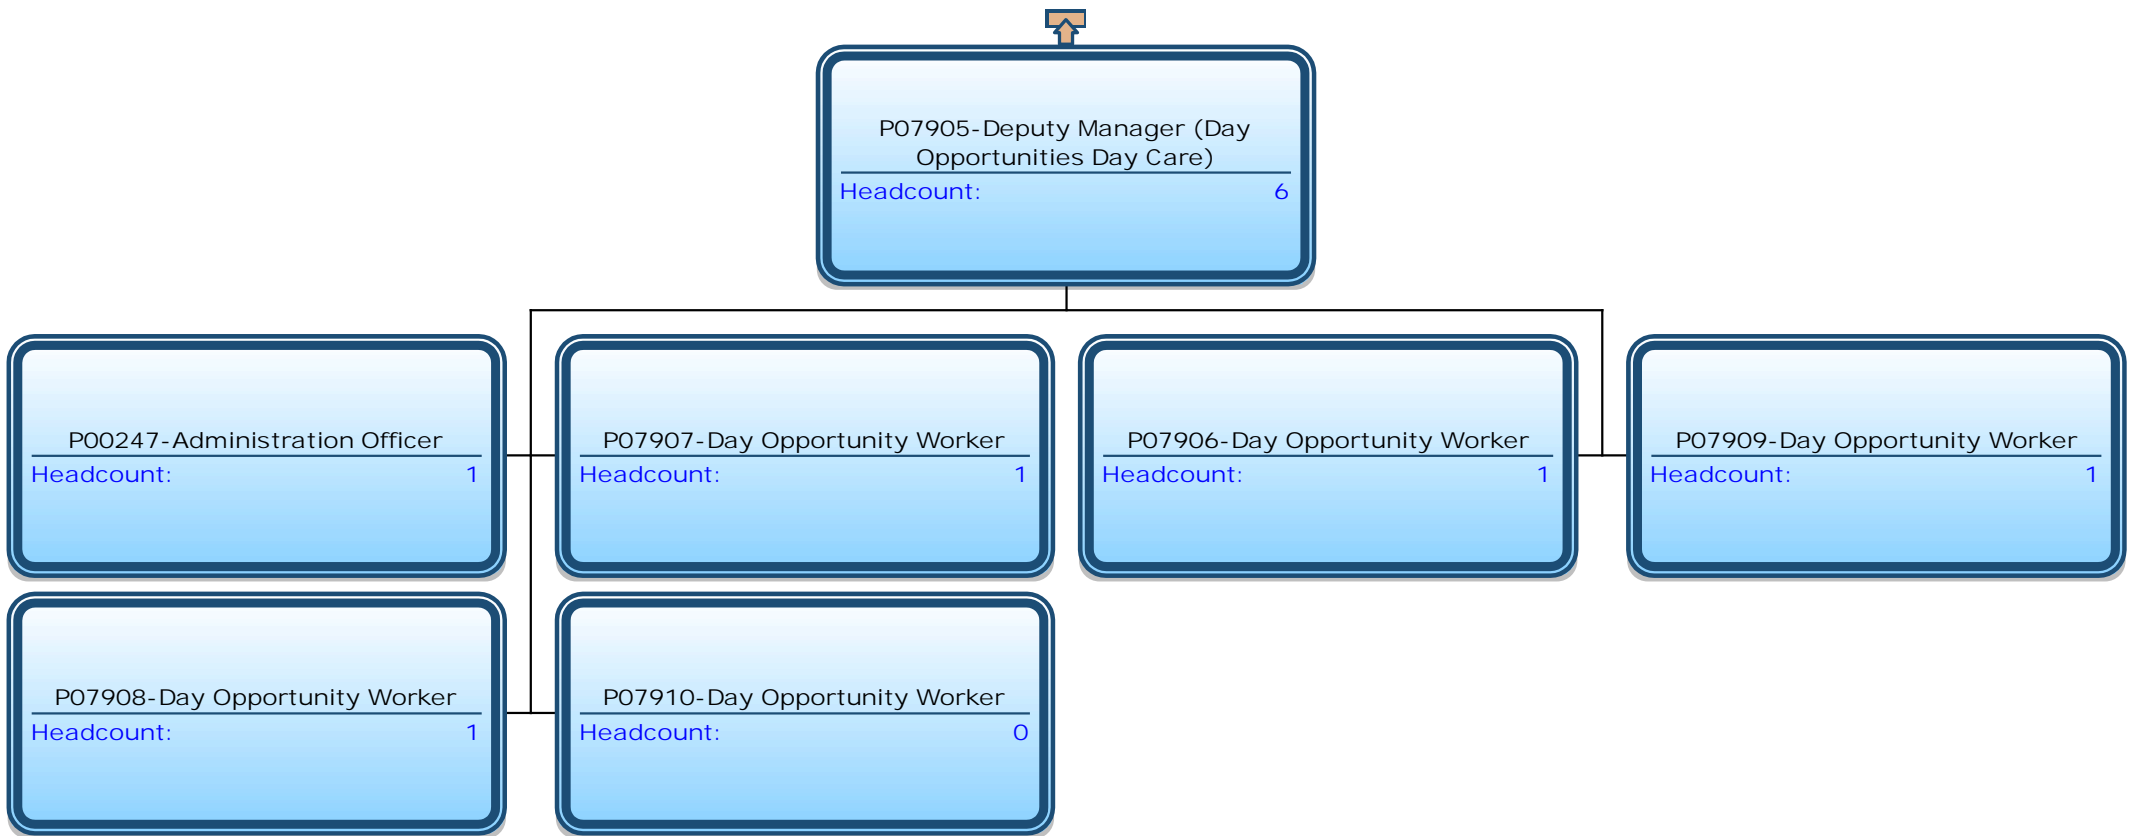 P07905-Deputy Manager (Day
Opportunities Day Care)
Headcount: 6
P00247-Administration Officer
Headcount: 1
P07907-Day Opportunity Worker
Headcount: 1
P07906-Day Opportunity Worker
Headcount: 1
P07909-Day Opportunity Worker
Headcount: 1
P07908-Day Opportunity Worker
Headcount: 1
P07910-Day Opportunity Worker
Headcount: 0